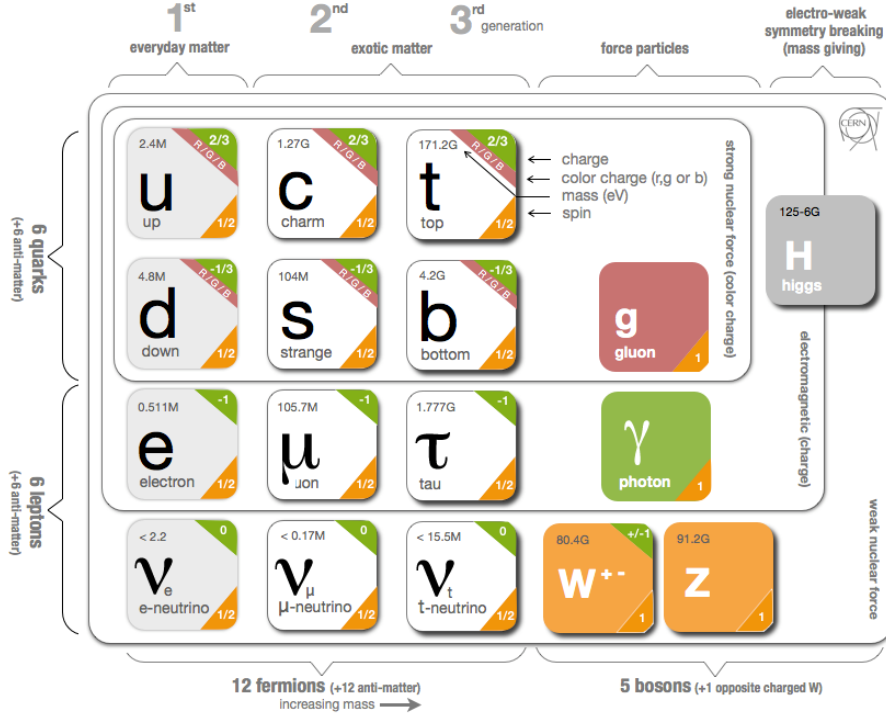 1st
2nd
3rd generation
everyday matter
exotic matter
force particles
electro-weak
symmetry breaking
(mass giving)
6 quarks
(+6 anti-matter)
2.4M
2/3
R/G/B
u
up
1/2
1.27G
2/3
R/G/B
c
charm
1/2
171.2G
2/3
R/G/B
t
top
1/2
charge
color charge (r,g or b)
mass (eV)
spin
strong nuclear force (color charge)
CERN
125-6G
H
higgs
4.8M
-1/3
R/G/B
d
down
1/2
104M
-1/3
R/G/B
s
strange
1/2
4.2G
-1/3
R/G/B
b
bottom
1/2
g
gluon
1
electromagnetic (charge)
6 leptons
(+6 anti-matter)
0.511M
-1
e
electron
1/2
105.7M
-1
μ
uon
1/2
1.777G
-1
τ
tau
1/2
γ
photon
1
weak nuclear force
< 2.2
0
νe
e-neutrino
1/2
< 0.17M
0
νμ
μ-neutrino
1/2
< 15.5M
0
νt
t-neutrino
1/2
80.4G
+/-1
W+-
1
91.2G
Z
1
12 fermions (+12 anti-matter)
increasing mass
5 bosons (+1 opposite charged W)